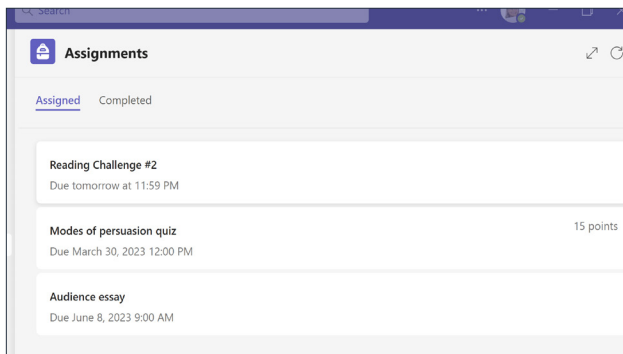 Search
Assignments
Assigned Completed
Reading Challenge #2
Due tomorrow at 11:59 PM
Modes of persuasion quiz
15 points
Due March 30, 2023 12:00 PM
Audience essay
Due June 8, 2023 9:00 AM